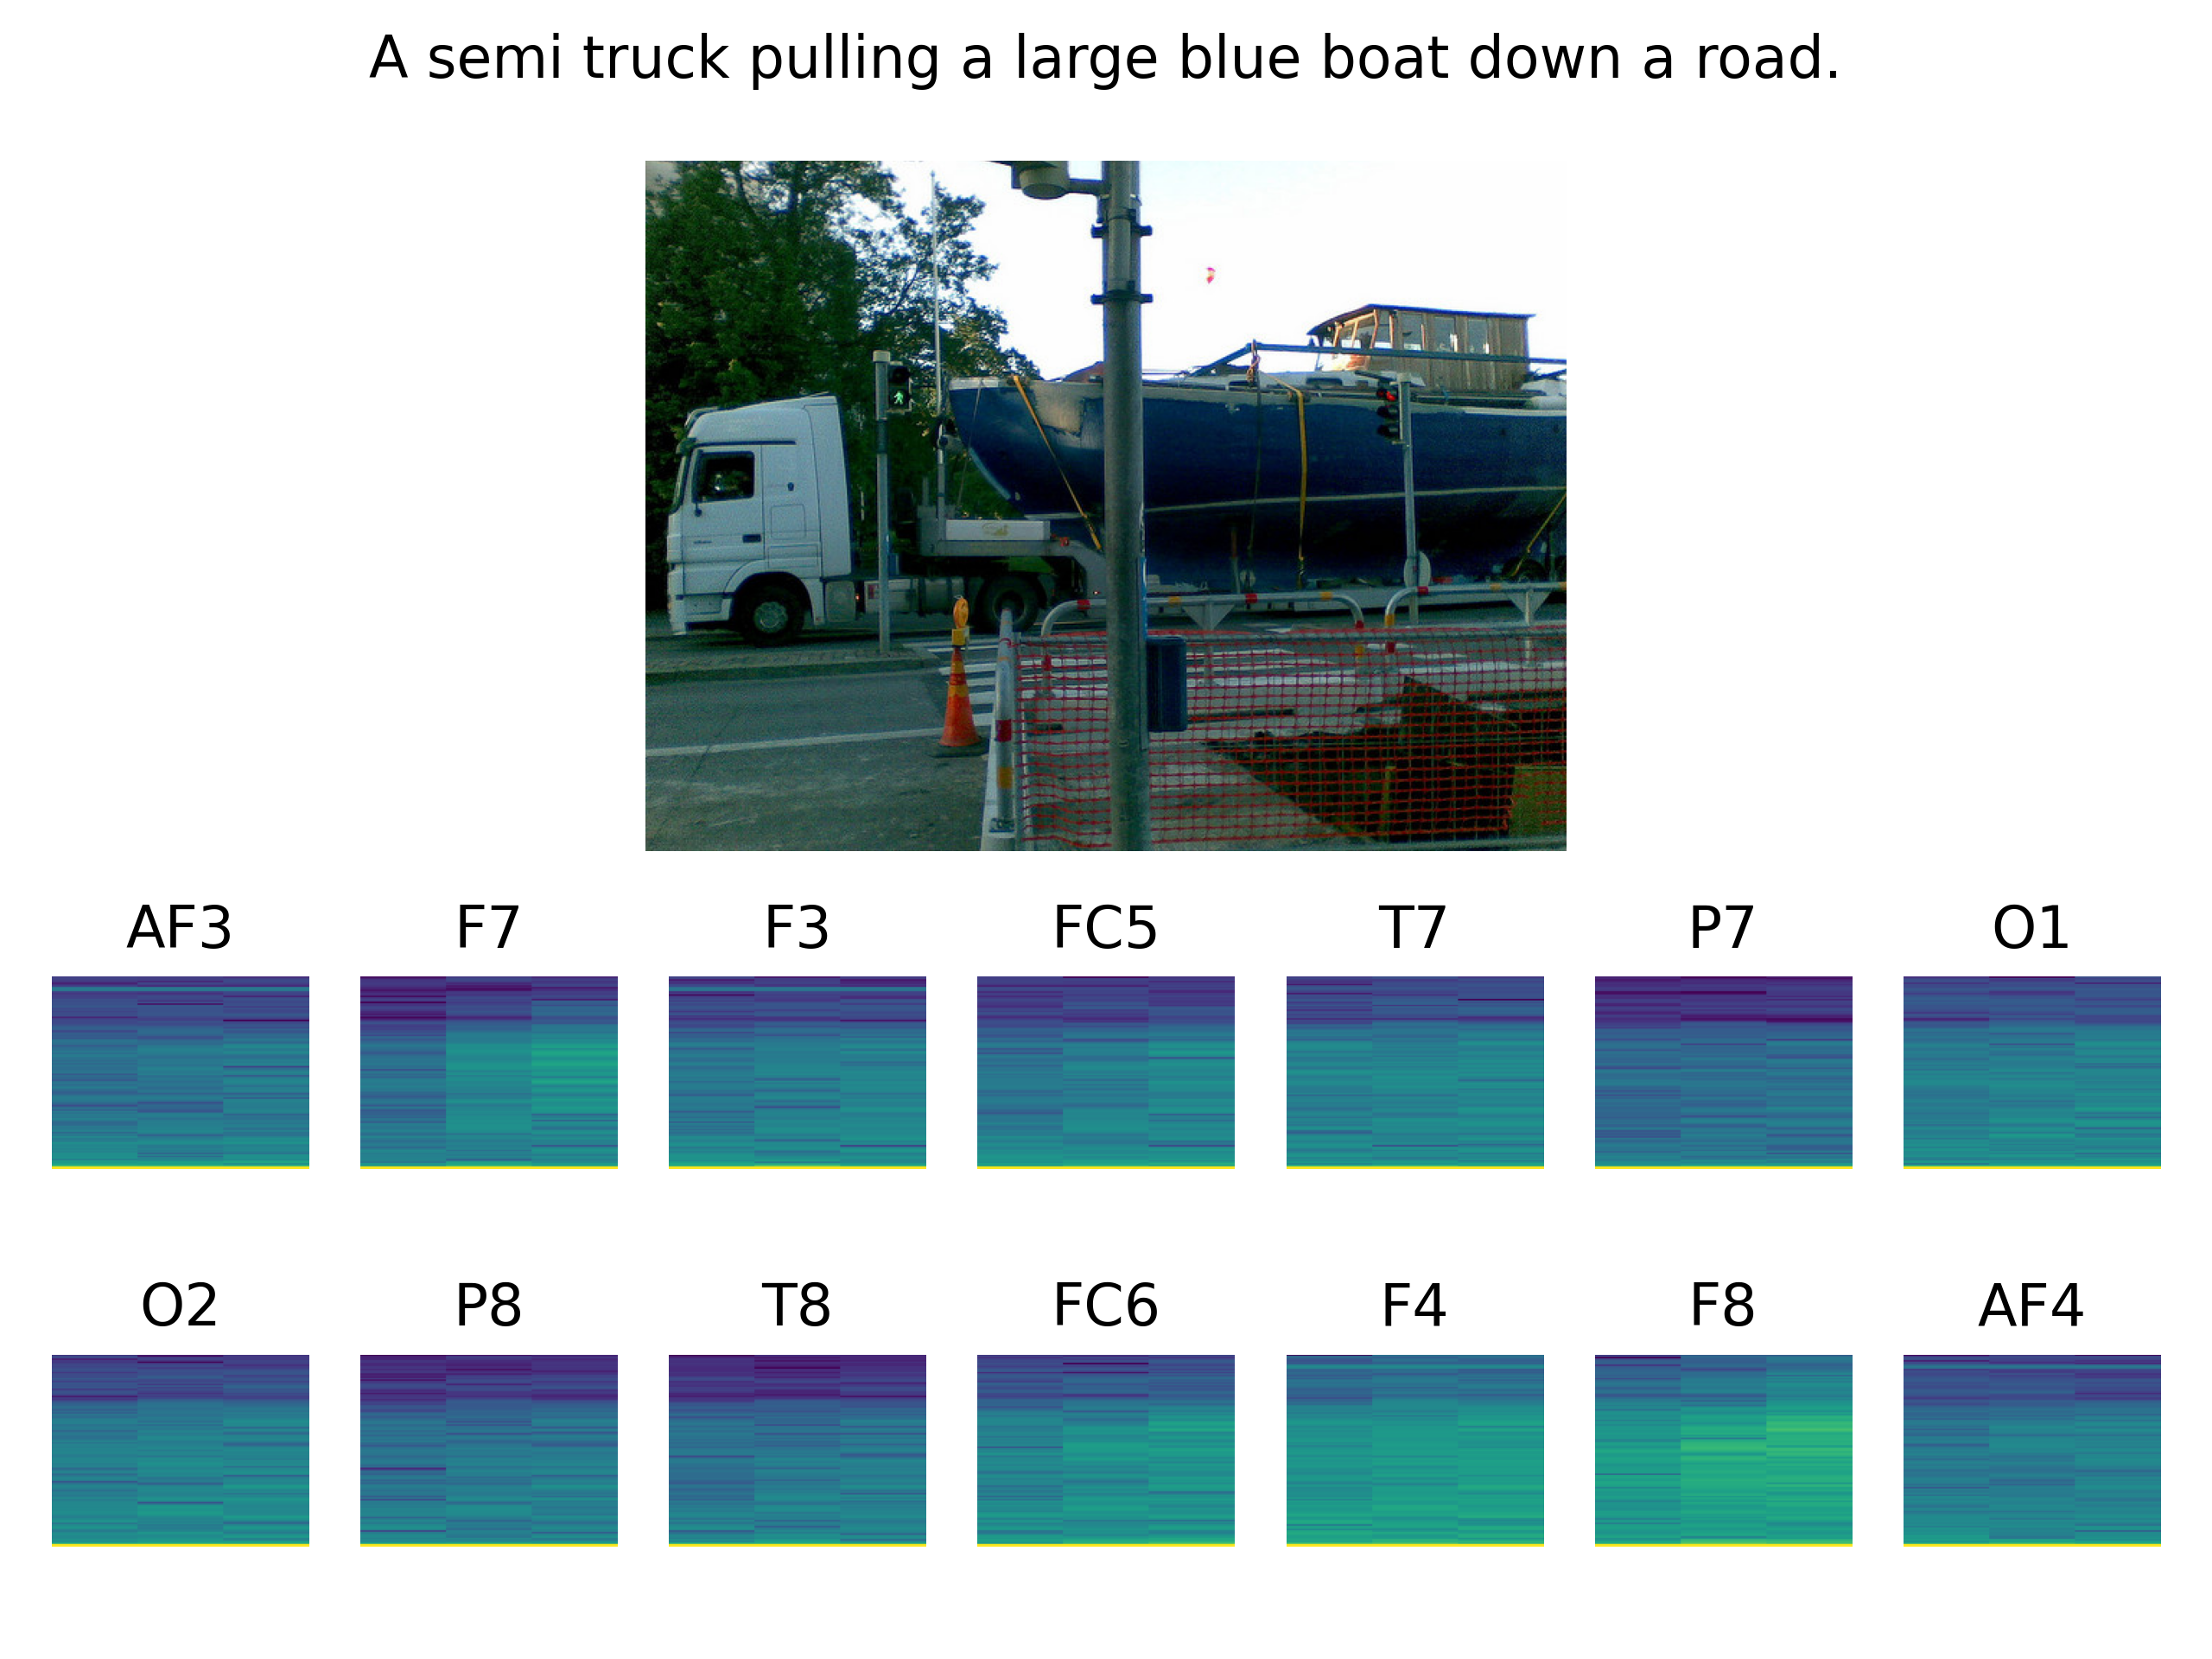 A semi truck pulling a large blue boat down a road.
AF3 F7 F3 FC5 T7 P7 O1
O2 P8 T8 FC6 F4 F8 AF4